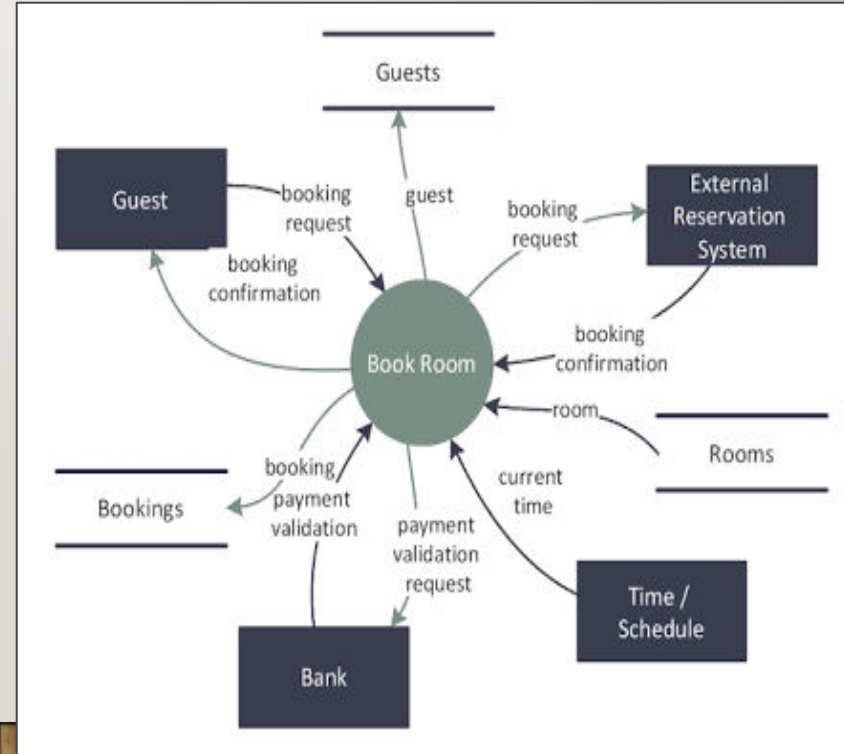 Guests
Guest
booking
request
guest
booking
request
External
Reservation
System
booking
confirmation
Book Room
booking
confirmation
room
Rooms
current
time
Bookings
booking
payment
validation
payment
validation
request
Time /
Schedule
Bank